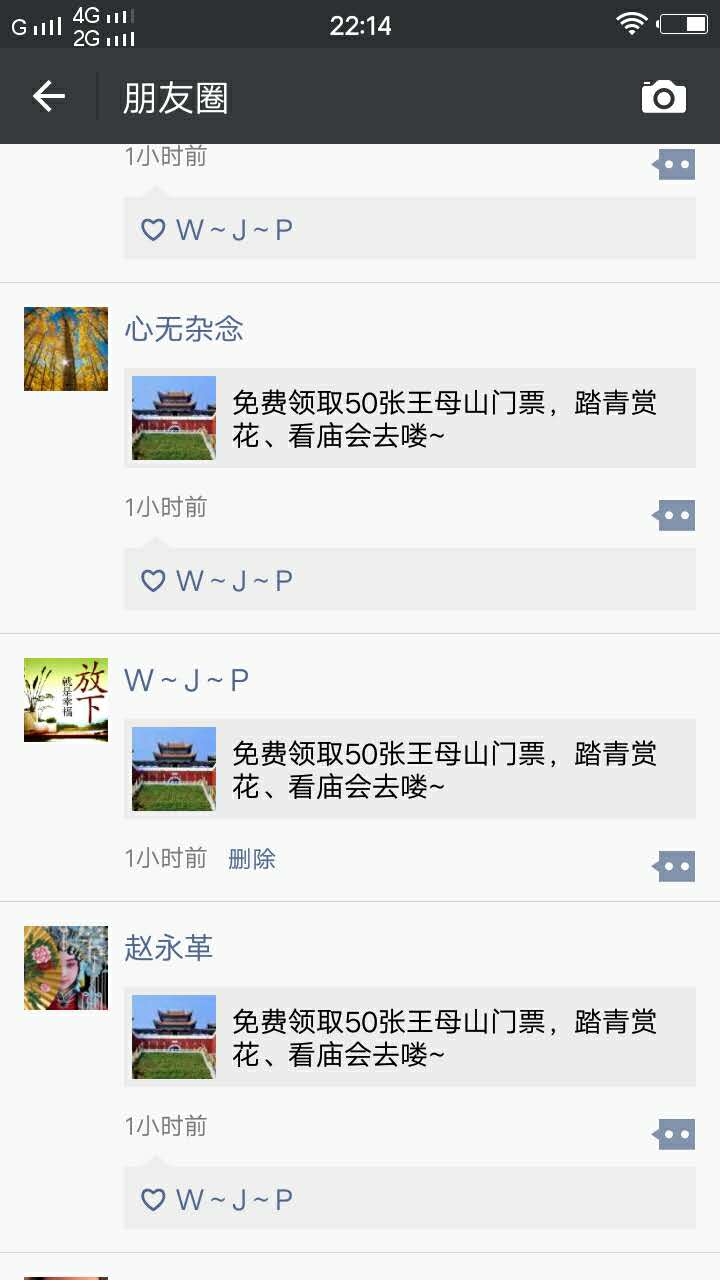 G 4G 22:14
2G
朋友圈
1小时前
W~J~P
心无杂念
免费领取50张王母山门票，踏青赏
花、看庙会去喽~
1小时前
W~J~P
放下
就是幸福
W~J~P
免费领取50张王母山门票，踏青赏
花、看庙会去喽~
1小时前 删除
赵永革
免费领取50张王母山门票，踏青赏
花、看庙会去喽~
1小时前
W~J~P